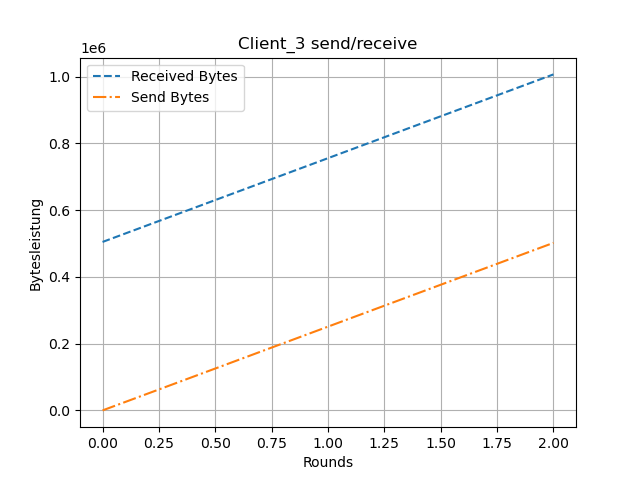 Client_3 send/receive
1e6
Received Bytes
Send Bytes
Bytesleistung
1.0
0.8
0.6
0.4
0.2
0.0
0.00 0.25 0.50 0.75 1.00 1.25 1.50 1.75 2.00
Rounds